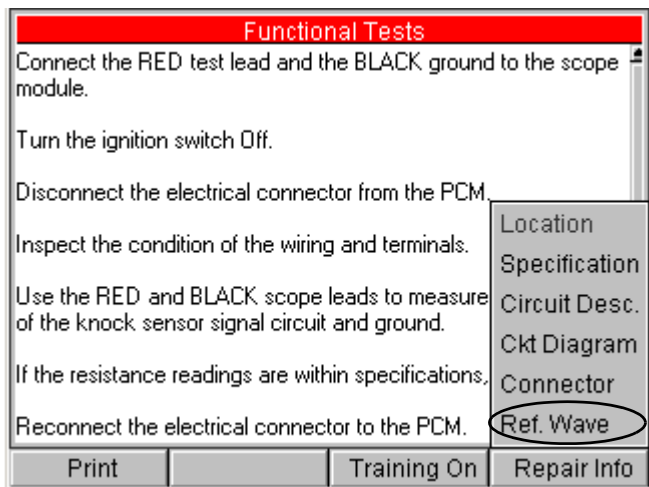 Functional Tests
Connect the RED test lead and the BLACK ground to the scope
module.
Turn the ignition switch Off.
Disconnect the electrical connector from the PCM.
Inspect the condition of the wiring and terminals.
Use the RED and BLACK scope leads to measure
of the knock sensor signal circuit and ground.
If the resistance readings are within specifications,
Reconnect the electrical connector to the PCM.
Location
Specification
Circuit Desc.
Ckt Diagram
Connector
Ref. Wave
Print
Training On
Repair Info